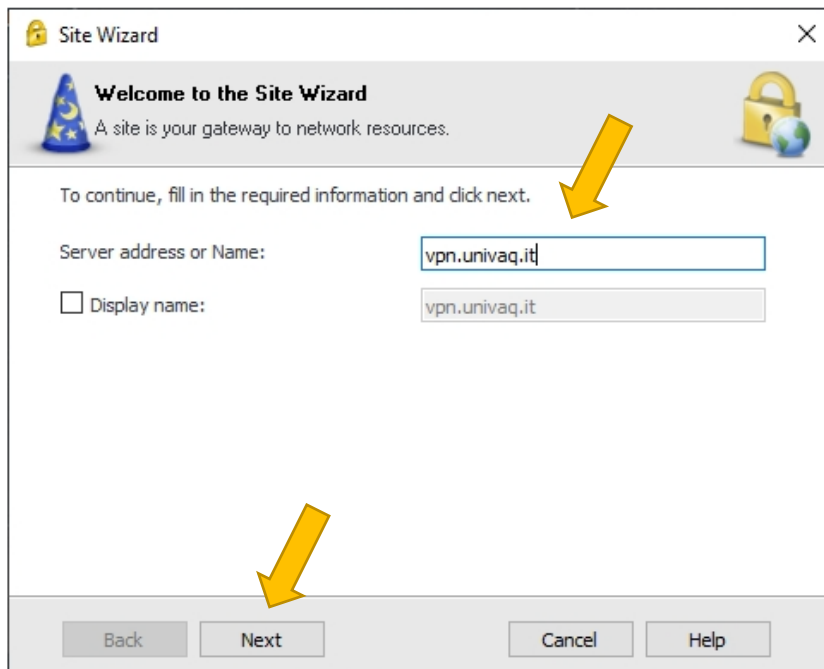 Site Wizard
Welcome to the Site Wizard
A site is your gateway to network resources.
To continue, fill in the required information and click next.
Server address or Name: vpn.univaq.it
Display name: vpn.univaq.it
Back Next Cancel Help